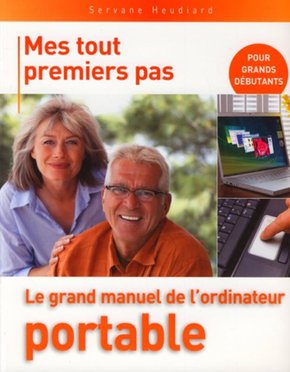 Servane Heudiard
Mes tout
premiers pas
POUR
GRANDS
DÉBUTANTS
Le grand manuel de l'ordinateur
portable